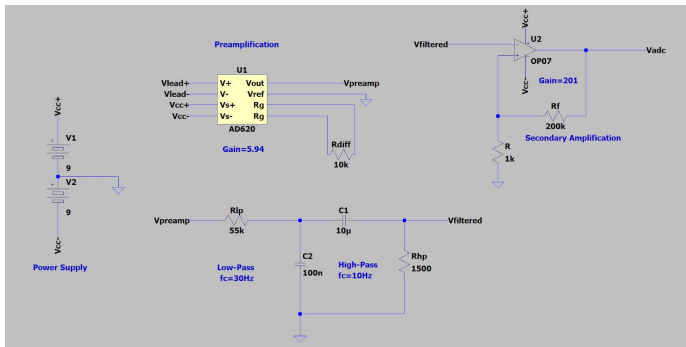 Preamplification
U1
Vlead+
V+
Vout
Vpreamp
Vlead-
V-
Vref
Vcc+
Vs+
Rg
Vcc-
Vs-
Rg
AD620
Gain=5.94
Rdiff
10k
Vcc+
U2
Vfiltered
Vadc
OP07
Vcc-
Gain=201
Rf
200k
Secondary Amplification
R
1k
Vcc+
V1
+
9
V2
+
9
Vcc-
Power Supply
Vpreamp
Rlp
55k
C1
10µ
Vfiltered
C2
100n
Rhp
1500
Low-Pass
fc=30Hz
High-Pass
fc=10Hz